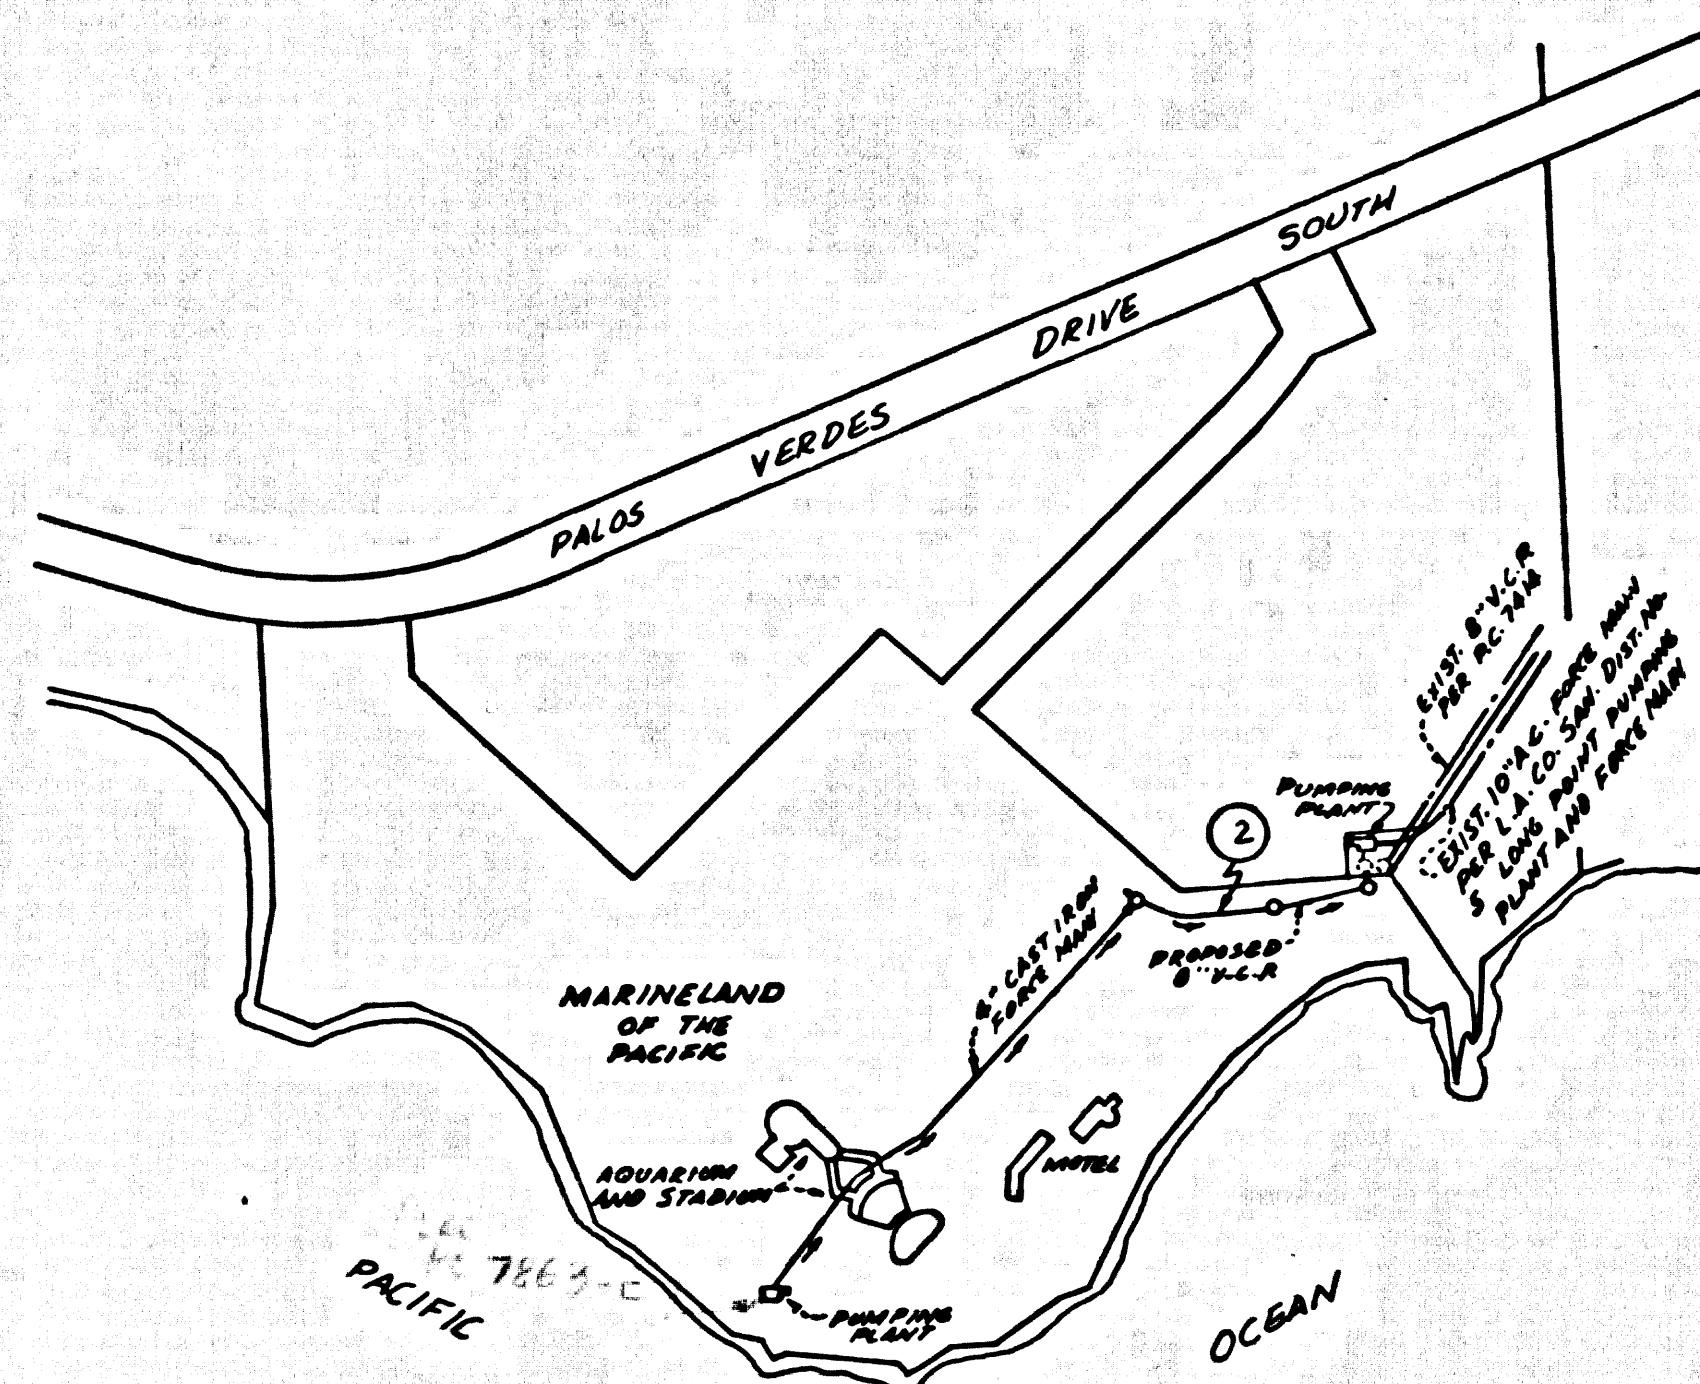 SOUTH
DRIVE
VERDES
PALOS
EXIST. 8" V.C.P.
PER P.C. 7414
EXIST. 10" A.C. FORCE MAIN
PER L.A. CO. SAN. DIST. NO.
5 LONG POINT PUMPING
PLANT AND FORCE MAIN
PUMPING
PLANT
2
CAST IRON
FORCE MAIN
PROPOSED
8" V.C.P.
MARINELAND
OF THE
PACIFIC
AQUARIUM
AND STADIUM
MOTEL
PUMPING
PLANT
PACIFIC
OCEAN